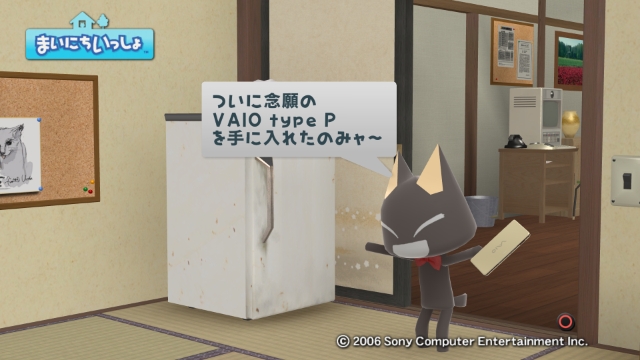 まいにちいっしょ
ついに念願の
VAIO type P
を手に入れたのみャ～
© 2006 Sony Computer Entertainment Inc.